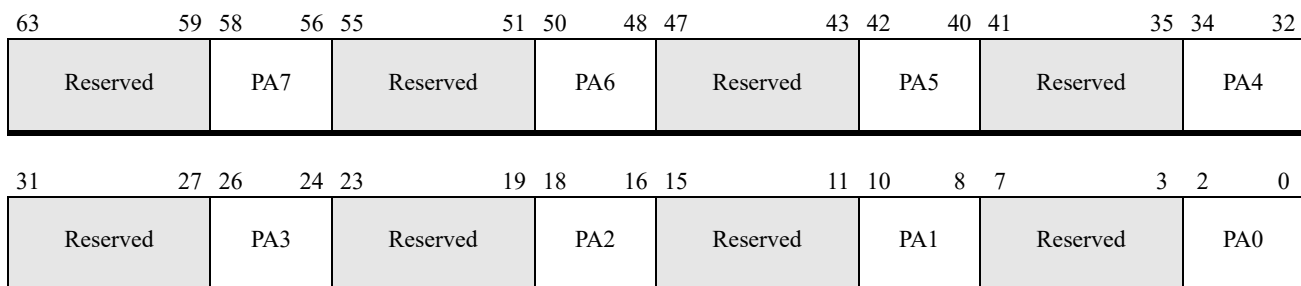 63 59 58 56 55 51 50 48 47 43 42 40 41 35 34 32
Reserved PA7 Reserved PA6 Reserved PA5 Reserved PA4
31 27 26 24 23 19 18 16 15 11 10 8 7 3 2 0
Reserved PA3 Reserved PA2 Reserved PA1 Reserved PA0